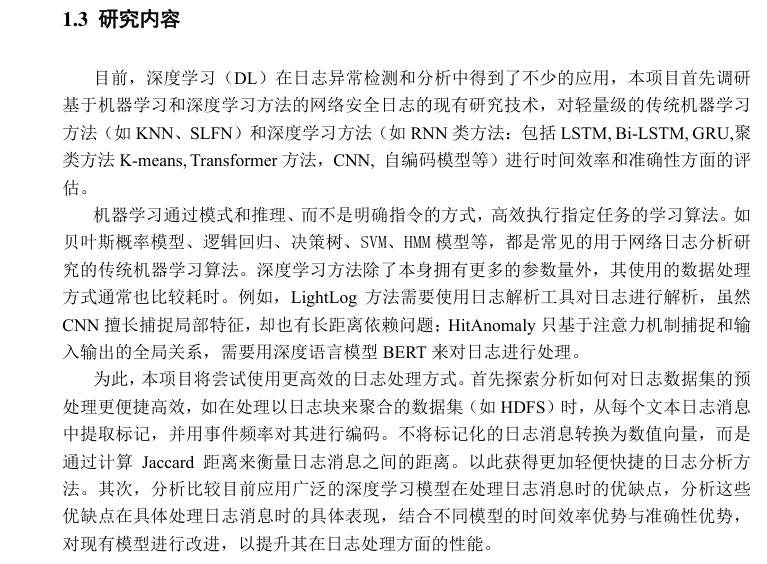 1.3 研究内容
目前，深度学习（DL）在日志异常检测和分析中得到了不少的应用，本项目首先调研
基于机器学习和深度学习方法的网络安全日志的现有研究技术，对轻量级的传统机器学习
方法（如 KNN、SLFN）和深度学习方法（如 RNN 类方法：包括 LSTM, Bi-LSTM, GRU,聚
类方法 K-means, Transformer 方法，CNN, 自编码模型等）进行时间效率和准确性方面的评
估。
机器学习通过模式和推理、而不是明确指令的方式，高效执行指定任务的学习算法。如
贝叶斯概率模型、逻辑回归、决策树、SVM、HMM 模型等，都是常见的用于网络日志分析研
究的传统机器学习算法。深度学习方法除了本身拥有更多的参数量外，其使用的数据处理
方式通常也比较耗时。例如，LightLog 方法需要使用日志解析工具对日志进行解析，虽然
CNN 擅长捕捉局部特征，却也有长距离依赖问题；HitAnomaly 只基于注意力机制捕捉和输
入输出的全局关系，需要用深度语言模型 BERT 来对日志进行处理。
为此，本项目将尝试使用更高效的日志处理方式。首先探索分析如何对日志数据集的预
处理更便捷高效，如在处理以日志块来聚合的数据集（如 HDFS）时，从每个文本日志消息
中提取标记，并用事件频率对其进行编码。不将标记化的日志消息转换为数值向量，而是
通过计算 Jaccard 距离来衡量日志消息之间的距离。以此获得更加轻便快捷的日志分析方
法。其次，分析比较目前应用广泛的深度学习模型在处理日志消息时的优缺点，分析这些
优缺点在具体处理日志消息时的具体表现，结合不同模型的时间效率优势与准确性优势，
对现有模型进行改进，以提升其在日志处理方面的性能。